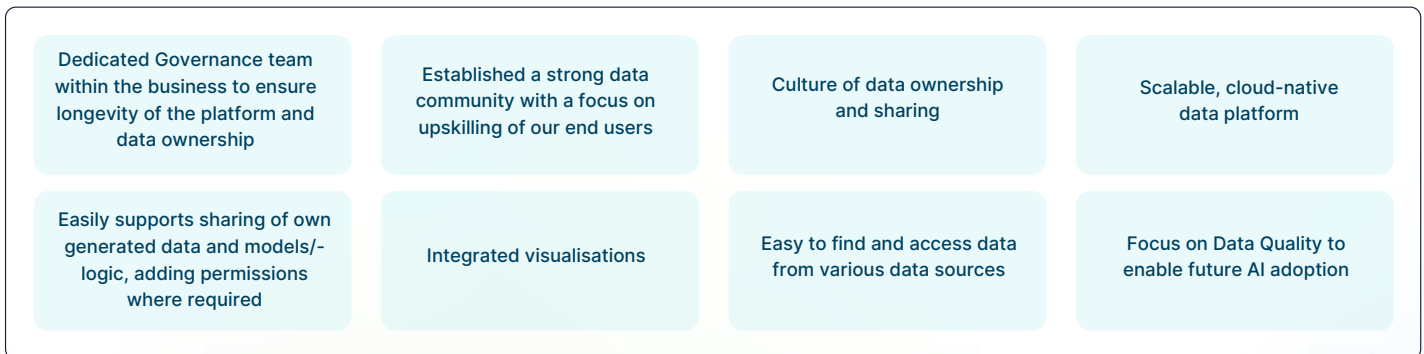 Dedicated Governance team
within the business to ensure
longevity of the platform and
data ownership
Established a strong data
community with a focus on
upskilling of our end users
Culture of data ownership
and sharing
Scalable, cloud-native
data platform
Easily supports sharing of own
generated data and models/-
logic, adding permissions
where required
Integrated visualisations
Easy to find and access data
from various data sources
Focus on Data Quality to
enable future AI adoption